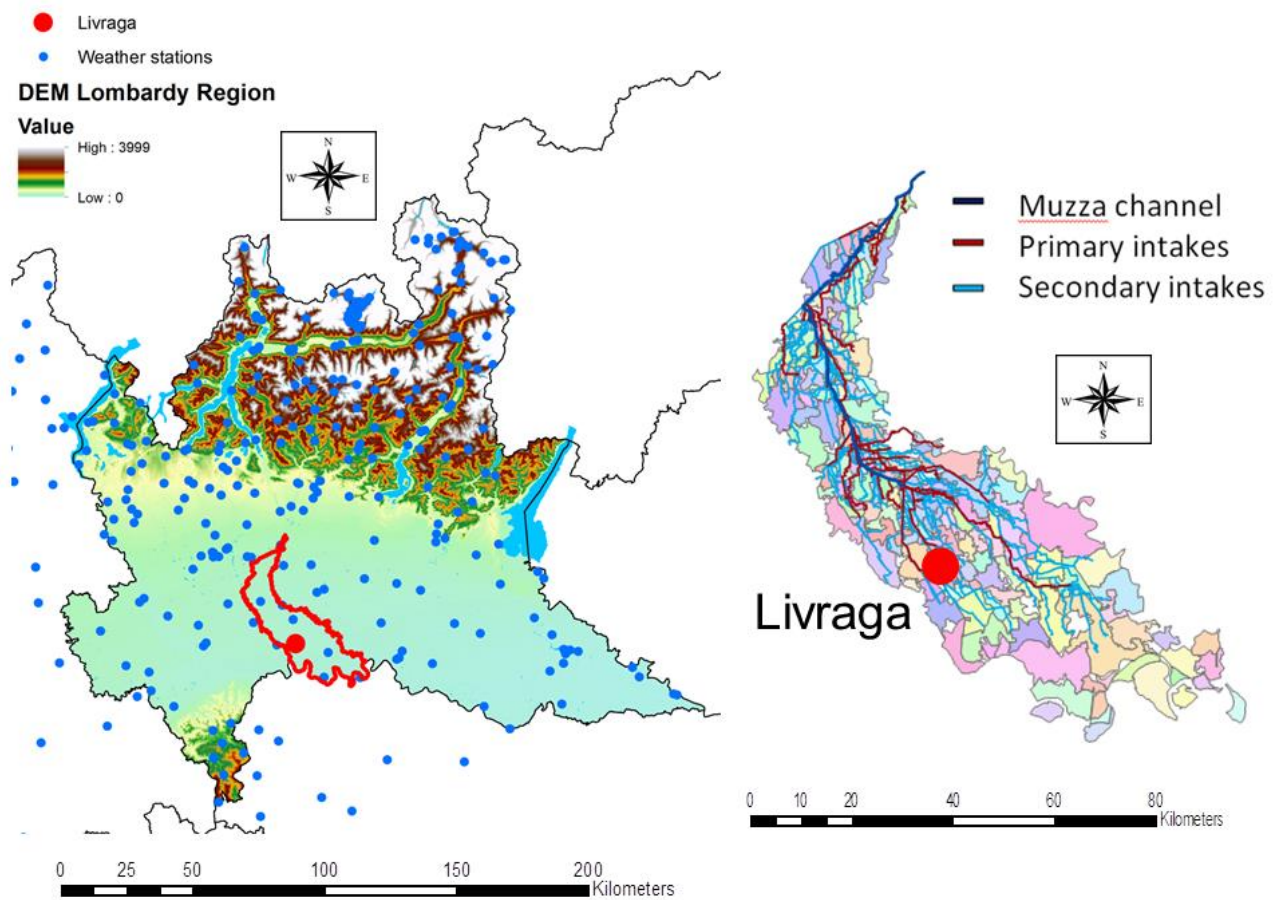 Livraga
Weather stations
DEM Lombardy Region
Value
High : 3999
Low : 0
N
W E
S
0 25 50 100 150 200
Kilometers
Muzza channel
Primary intakes
Secondary intakes
N
W E
S
Livraga
0 10 20 40 60 80
Kilometers